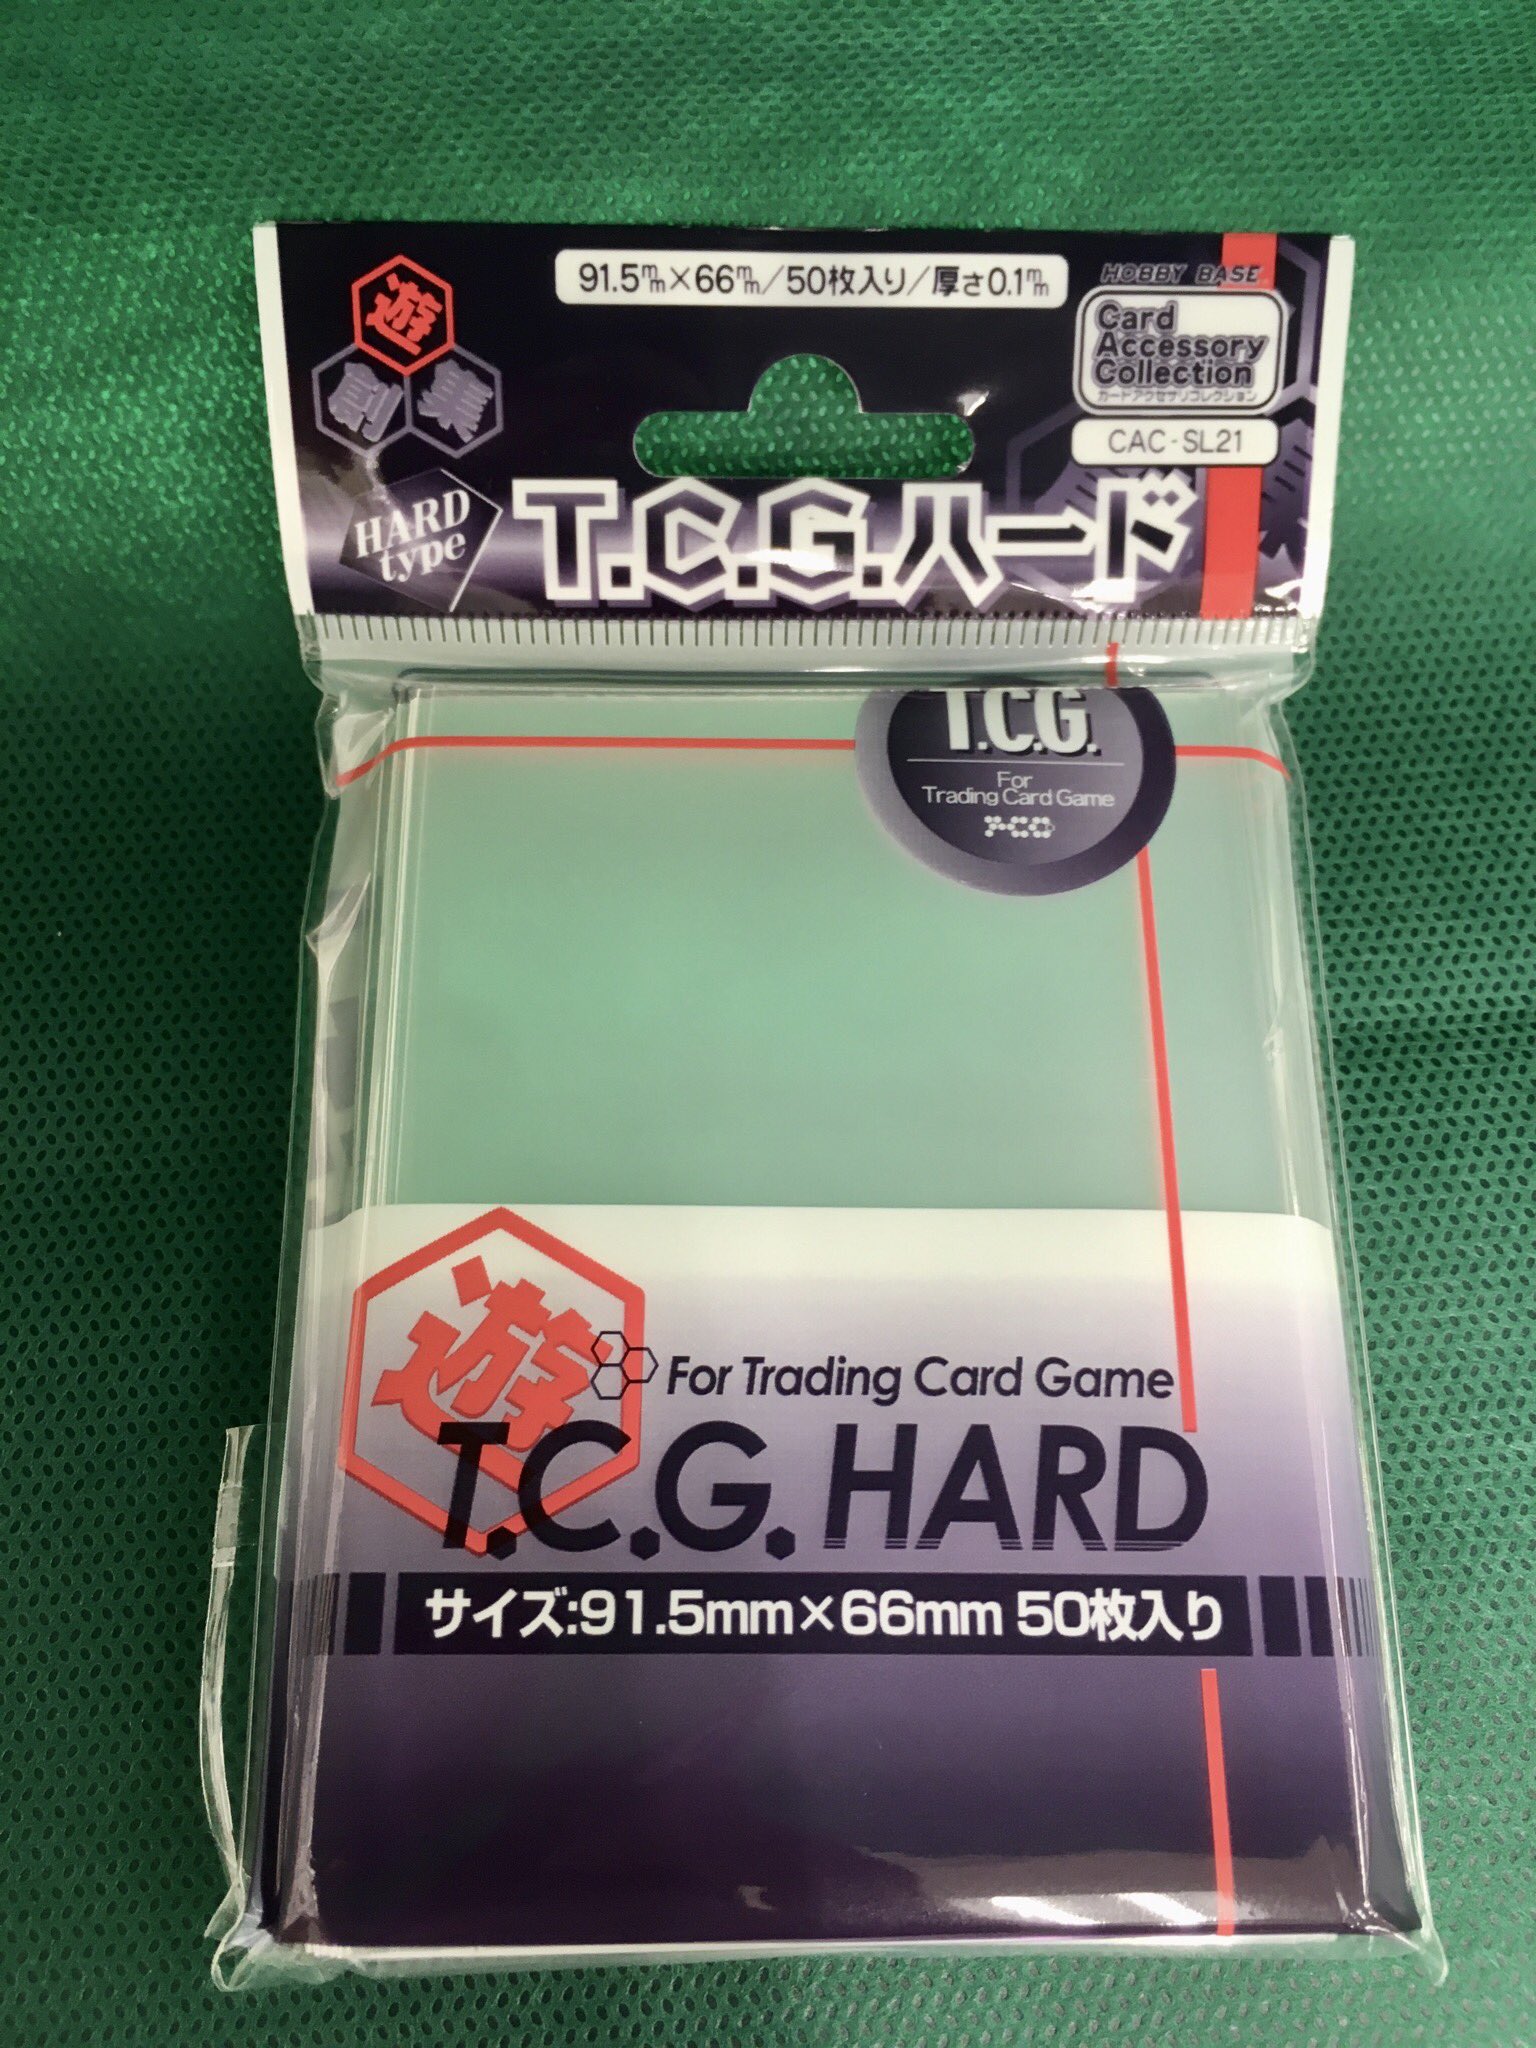 91.5mm×66mm/50枚入り/厚さ0.1mm
HOBBY BASE
Card
Accessory
Collection
カードアクセサリコレクション
CAC-SL21
遊
創 集
HARD
type
T.C.G.ハード
T.C.G.
For
Trading Card Game
遊
For Trading Card Game
T.C.G. HARD
サイズ:91.5mm×66mm 50枚入り